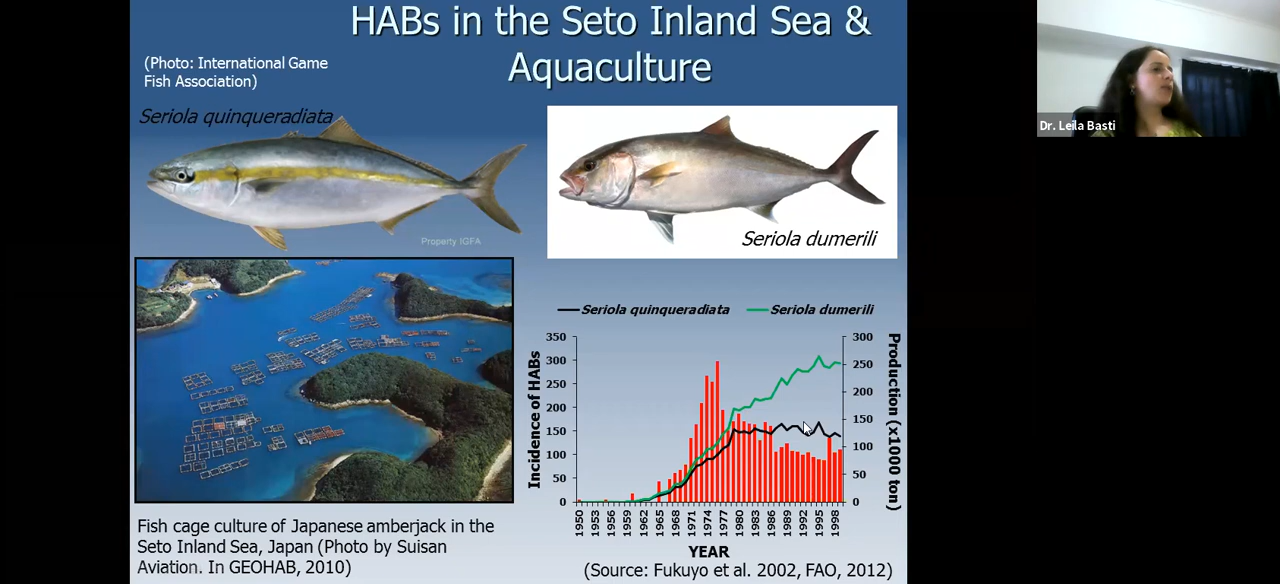 HABs in the Seto Inland Sea &
Aquaculture
(Photo: International Game
Fish Association)
Seriola quinqueradiata
Property IGFA
Seriola dumerili
Dr. Leila Basti
Seriola quinqueradiata
Seriola dumerili
Incidence of HABs
350
300
250
200
150
100
50
0
300
250
200
150
100
50
0
Production (x1000 ton)
1950
1953
1956
1959
1962
1965
1968
1971
1974
1977
1980
1983
1986
1989
1992
1995
1998
YEAR
Fish cage culture of Japanese amberjack in the
Seto Inland Sea, Japan (Photo by Suisan
Aviation. In GEOHAB, 2010)
(Source: Fukuyo et al. 2002, FAO, 2012)